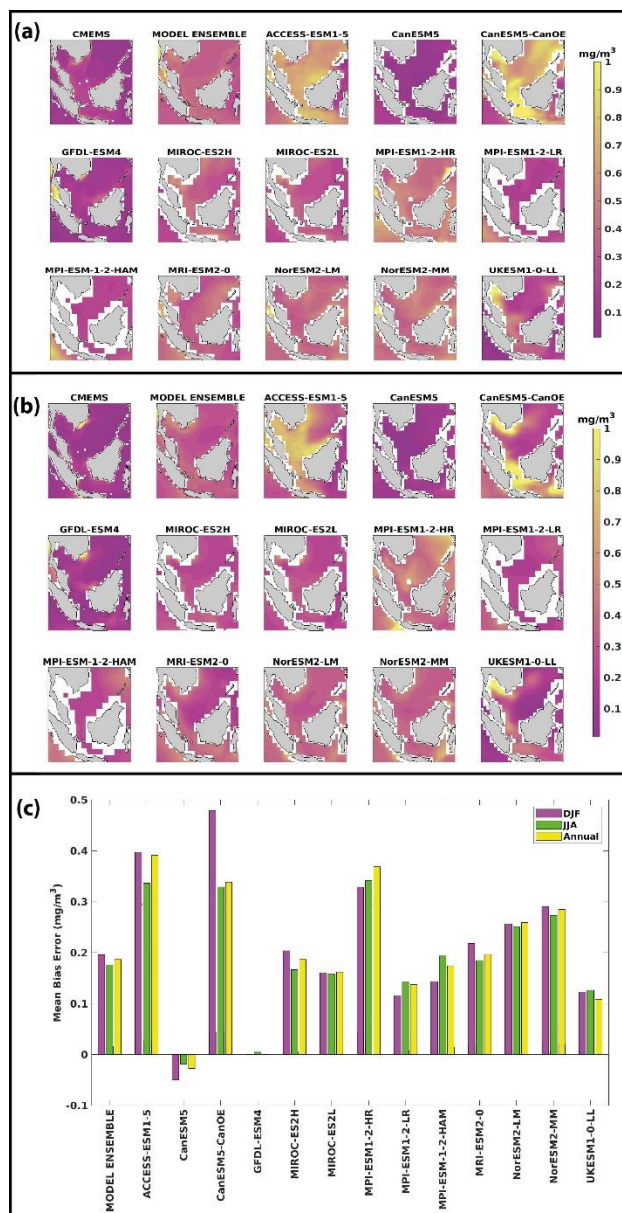 (a)
CMEMS MODEL ENSEMBLE ACCESS-ESM1-5 CanESM5 CanESM5-CanOE
mg/m³
1
0.9
0.8
0.7
0.6
0.5
0.4
0.3
0.2
0.1
GFDL-ESM4 MIROC-ES2H MIROC-ES2L MPI-ESM1-2-HR MPI-ESM1-2-LR
MPI-ESM-1-2-HAM MRI-ESM2-0 NorESM2-LM NorESM2-MM UKESM1-0-LL
(b)
CMEMS MODEL ENSEMBLE ACCESS-ESM1-5 CanESM5 CanESM5-CanOE
mg/m³
1
0.9
0.8
0.7
0.6
0.5
0.4
0.3
0.2
0.1
GFDL-ESM4 MIROC-ES2H MIROC-ES2L MPI-ESM1-2-HR MPI-ESM1-2-LR
MPI-ESM-1-2-HAM MRI-ESM2-0 NorESM2-LM NorESM2-MM UKESM1-0-LL
(c)
Mean Bias Error (mg/m³)
0.5
0.4
0.3
0.2
0.1
0
-0.1
DJF
JJA
Annual
MODEL ENSEMBLE
ACCESS-ESM1-5
CanESM5
CanESM5-CanOE
GFDL-ESM4
MIROC-ES2H
MIROC-ES2L
MPI-ESM1-2-HR
MPI-ESM1-2-LR
MPI-ESM-1-2-HAM
MRI-ESM2-0
NorESM2-LM
NorESM2-MM
UKESM1-0-LL